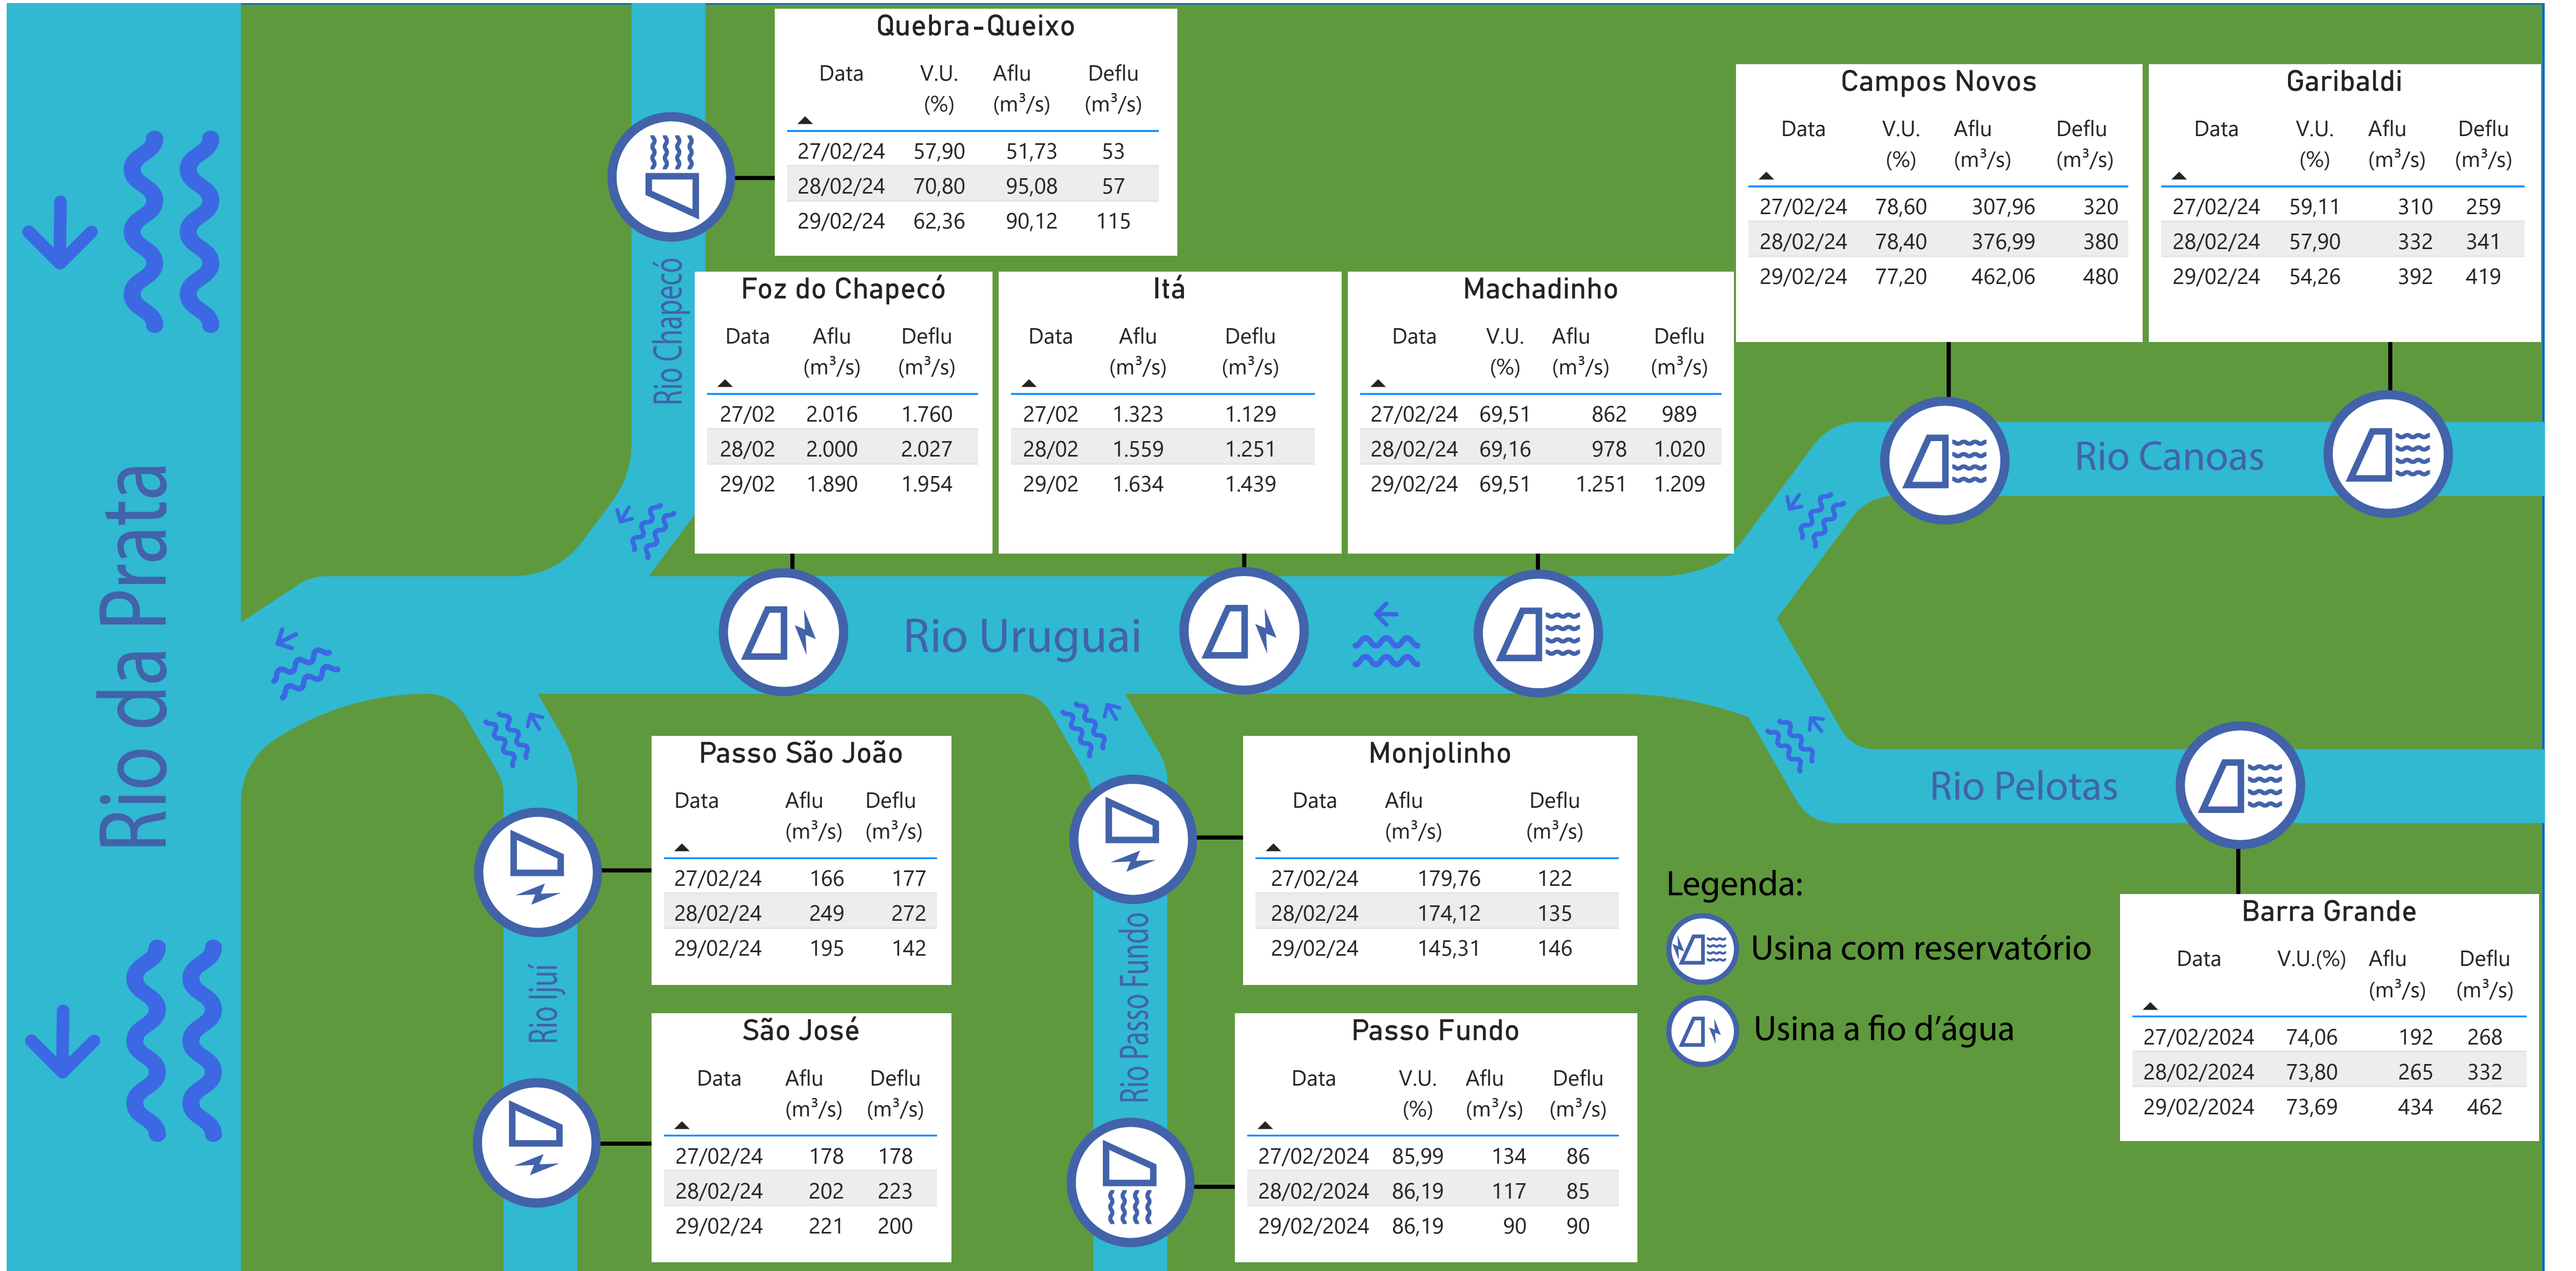 Quebra-Queixo
Data V.U. (%) Aflu (m³/s) Deflu (m³/s)
27/02/24 57,90 51,73 53
28/02/24 70,80 95,08 57
29/02/24 62,36 90,12 115
Campos Novos
Data V.U. (%) Aflu (m³/s) Deflu (m³/s)
27/02/24 78,60 307,96 320
28/02/24 78,40 376,99 380
29/02/24 77,20 462,06 480
Garibaldi
Data V.U. (%) Aflu (m³/s) Deflu (m³/s)
27/02/24 59,11 310 259
28/02/24 57,90 332 341
29/02/24 54,26 392 419
Rio Chapecó
Foz do Chapecó
Data Aflu (m³/s) Deflu (m³/s)
27/02 2.016 1.760
28/02 2.000 2.027
29/02 1.890 1.954
Itá
Data Aflu (m³/s) Deflu (m³/s)
27/02 1.323 1.129
28/02 1.559 1.251
29/02 1.634 1.439
Machadinho
Data V.U. (%) Aflu (m³/s) Deflu (m³/s)
27/02/24 69,51 862 989
28/02/24 69,16 978 1.020
29/02/24 69,51 1.251 1.209
Rio Canoas
Rio da Prata
Rio Uruguai
Rio Pelotas
Passo São João
Data Aflu (m³/s) Deflu (m³/s)
27/02/24 166 177
28/02/24 249 272
29/02/24 195 142
Monjolinho
Data Aflu (m³/s) Deflu (m³/s)
27/02/24 179,76 122
28/02/24 174,12 135
29/02/24 145,31 146
Legenda:
Usina com reservatório
Usina a fio d’água
Barra Grande
Data V.U.(%) Aflu (m³/s) Deflu (m³/s)
27/02/2024 74,06 192 268
28/02/2024 73,80 265 332
29/02/2024 73,69 434 462
Rio Ijuí
São José
Data Aflu (m³/s) Deflu (m³/s)
27/02/24 178 178
28/02/24 202 223
29/02/24 221 200
Rio Passo Fundo
Passo Fundo
Data V.U. (%) Aflu (m³/s) Deflu (m³/s)
27/02/2024 85,99 134 86
28/02/2024 86,19 117 85
29/02/2024 86,19 90 90